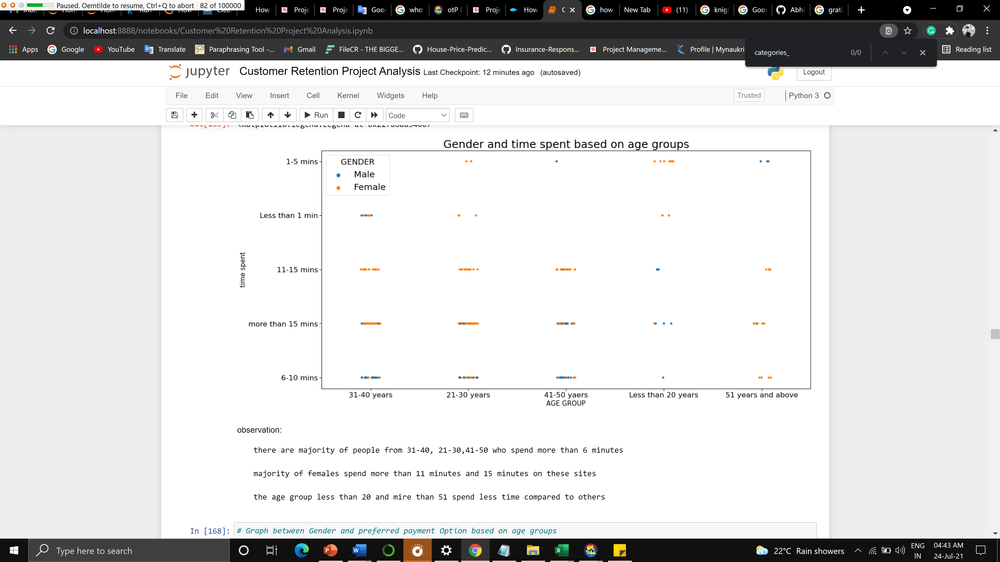 Paused. Oemtilde to resume, Ctrl+Q to abort 82 of 100000
How Proje Proje Goog who otP Proje How C how New Tab (11) knig Goog Abhi grati
localhost:8888/notebooks/Customer%20Retention%20Project%20Analysis.ipynb
Apps Google YouTube Translate Paraphrasing Tool -... Gmail FileCR - THE BIGGE... House-Price-Predic... Insurance-Respons... Project Manageme... Profile | Mynaukri Reading list
categories_ 0/0
jupyter Customer Retention Project Analysis Last Checkpoint: 12 minutes ago (autosaved)
Logout
File Edit View Insert Cell Kernel Widgets Help Trusted Python 3
Run Code
Gender and time spent based on age groups
GENDER
Male
Female
1-5 mins
Less than 1 min
11-15 mins
more than 15 mins
6-10 mins
time spent
31-40 years 21-30 years 41-50 yaers Less than 20 years 51 years and above
AGE GROUP
observation:
there are majority of people from 31-40, 21-30,41-50 who spend more than 6 minutes
majority of females spend more than 11 minutes and 15 minutes on these sites
the age group less than 20 and mire than 51 spend less time compared to others
In [168]: # Graph between Gender and preferred payment Option based on age groups
Type here to search
22°C Rain showers
ENG
IN
04:43 AM
24-Jul-21